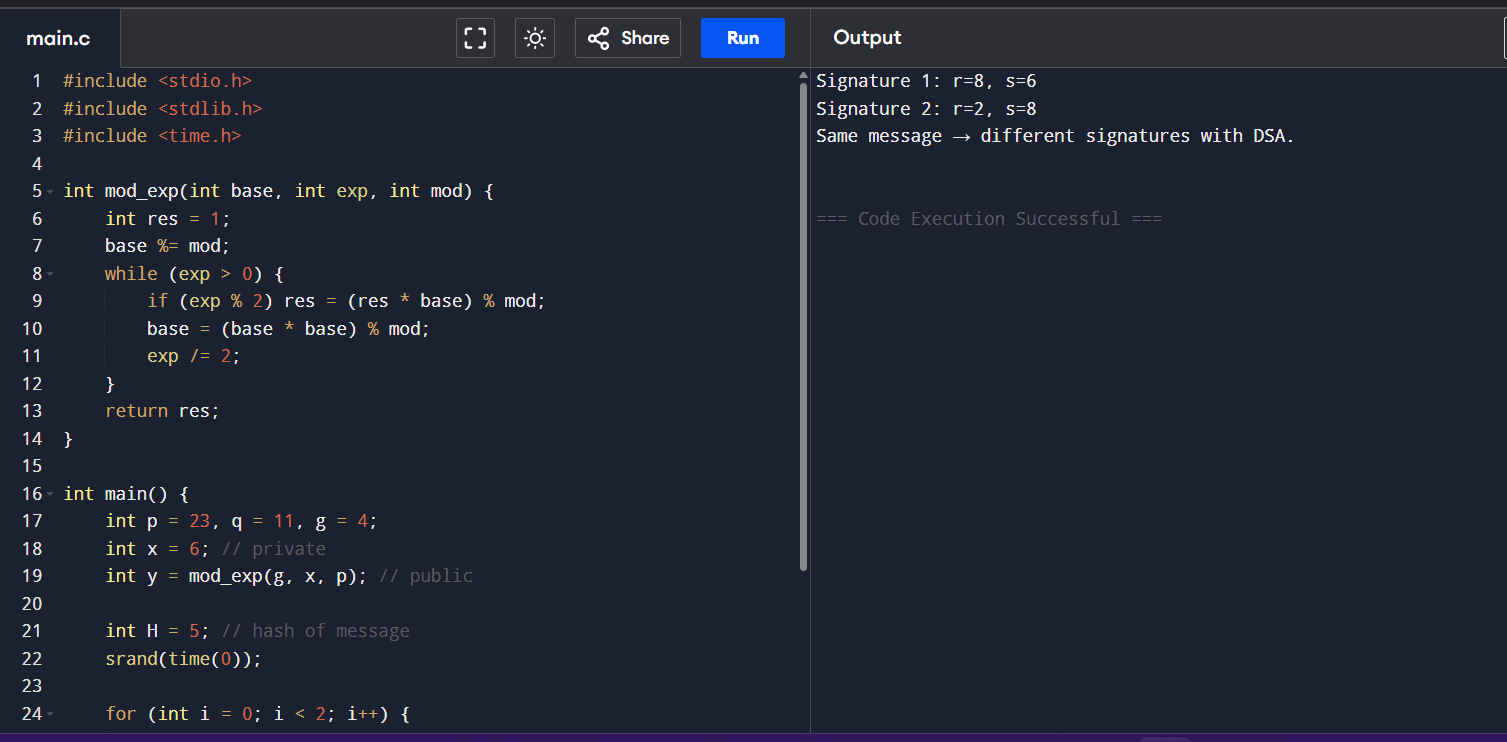 main.c
Share
Run
Output
1 #include <stdio.h>
2 #include <stdlib.h>
3 #include <time.h>
4
5 int mod_exp(int base, int exp, int mod) {
6     int res = 1;
7     base %= mod;
8     while (exp > 0) {
9         if (exp % 2) res = (res * base) % mod;
10         base = (base * base) % mod;
11         exp /= 2;
12     }
13     return res;
14 }
15
16 int main() {
17     int p = 23, q = 11, g = 4;
18     int x = 6; // private
19     int y = mod_exp(g, x, p); // public
20
21     int H = 5; // hash of message
22     srand(time(0));
23
24     for (int i = 0; i < 2; i++) {
Signature 1: r=8, s=6
Signature 2: r=2, s=8
Same message → different signatures with DSA.
=== Code Execution Successful ===